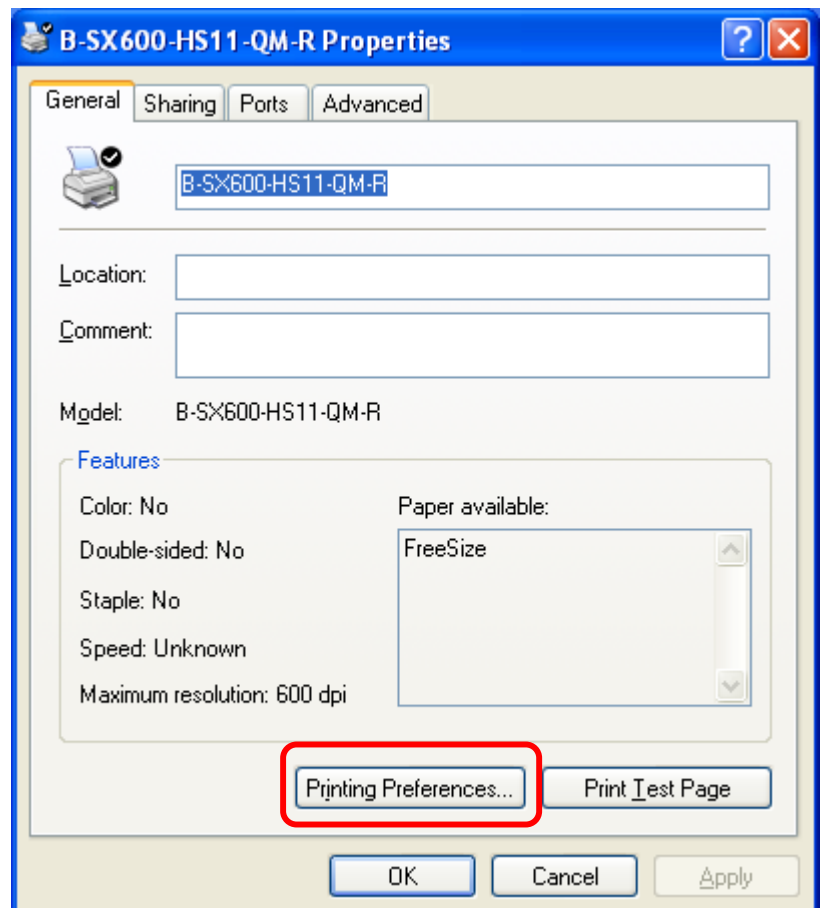 B-SX600-HS11-QM-R Properties
General Sharing Ports Advanced
B-SX600-HS11-QM-R
Location:
Comment:
Model: B-SX600-HS11-QM-R
Features
Color: No
Paper available:
Double-sided: No
FreeSize
Staple: No
Speed: Unknown
Maximum resolution: 600 dpi
Printing Preferences... Print Test Page
OK Cancel Apply